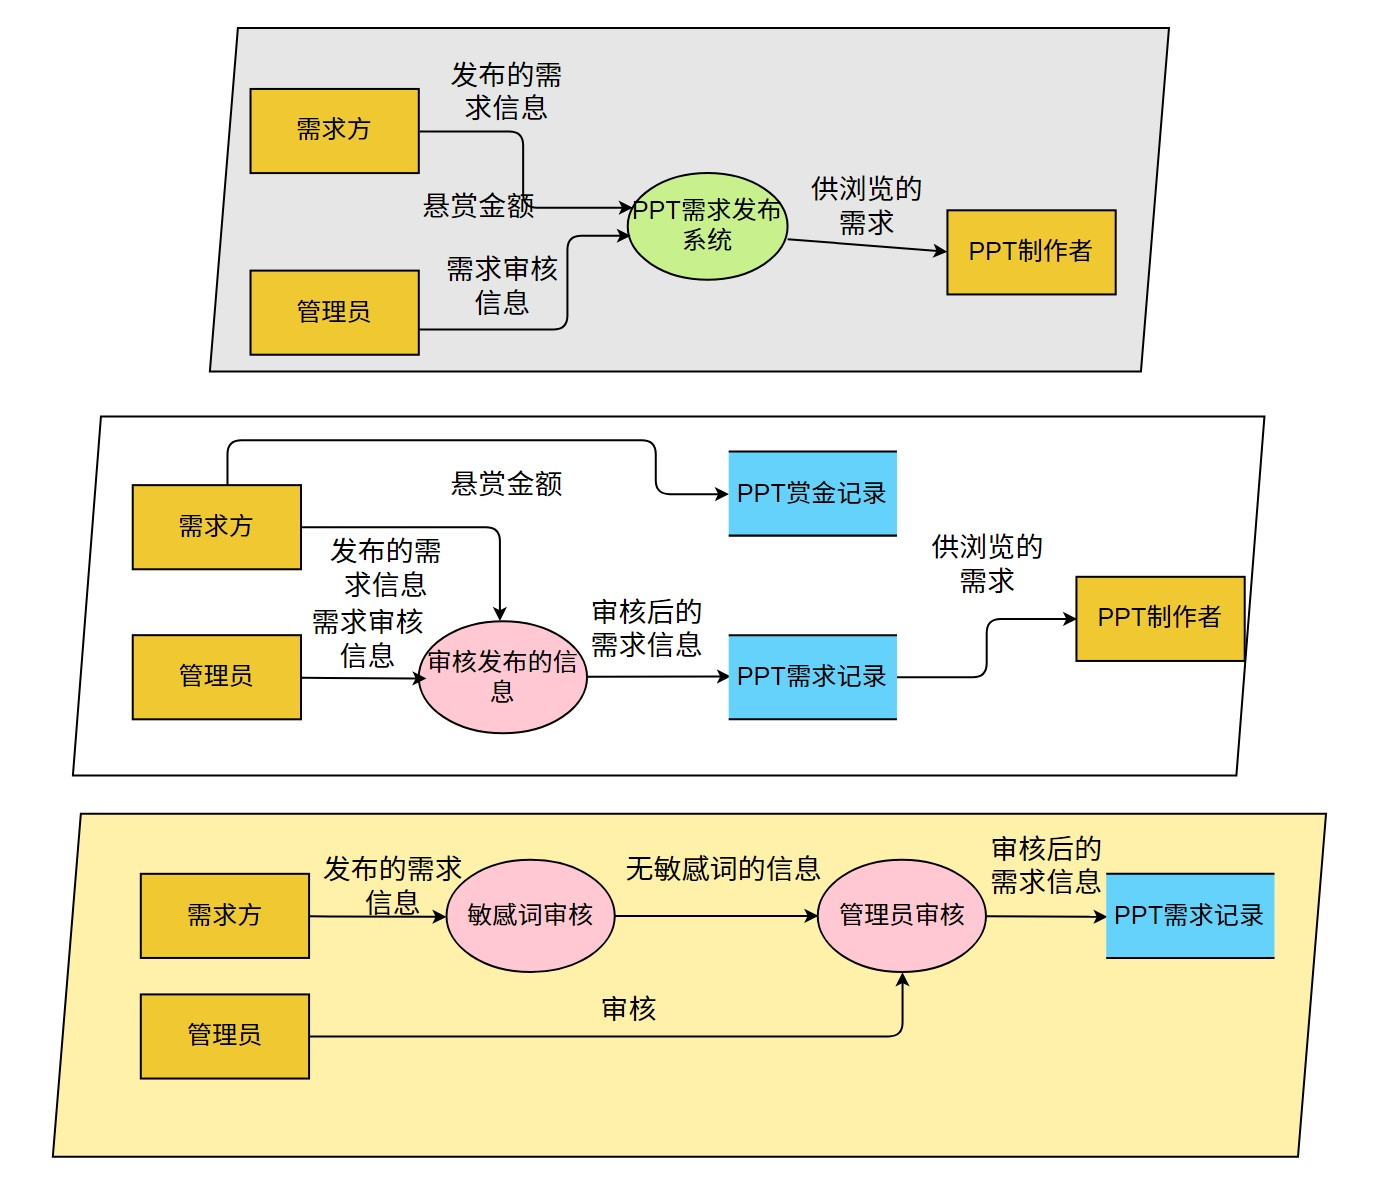 发布的需
求信息
需求方
悬赏金额
PPT需求发布
系统
供浏览的
需求
PPT制作者
需求审核
信息
管理员
悬赏金额
PPT赏金记录
需求方
发布的需
求信息
供浏览的
需求
PPT制作者
需求审核
信息
管理员
审核发布的信
息
审核后的
需求信息
PPT需求记录
发布的需求
信息
需求方
敏感词审核
无敏感词的信息
管理员审核
审核后的
需求信息
PPT需求记录
审核
管理员